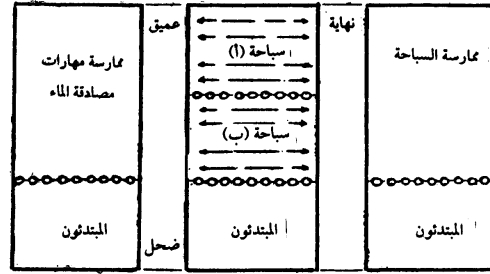 نهاية
عميق
ممارسة السباحة
سباحة (أ)
ممارسة مهارات
مصادقة الماء
سباحة (ب)
المبتدئون
المبتدئون
ضحل
المبتدئون